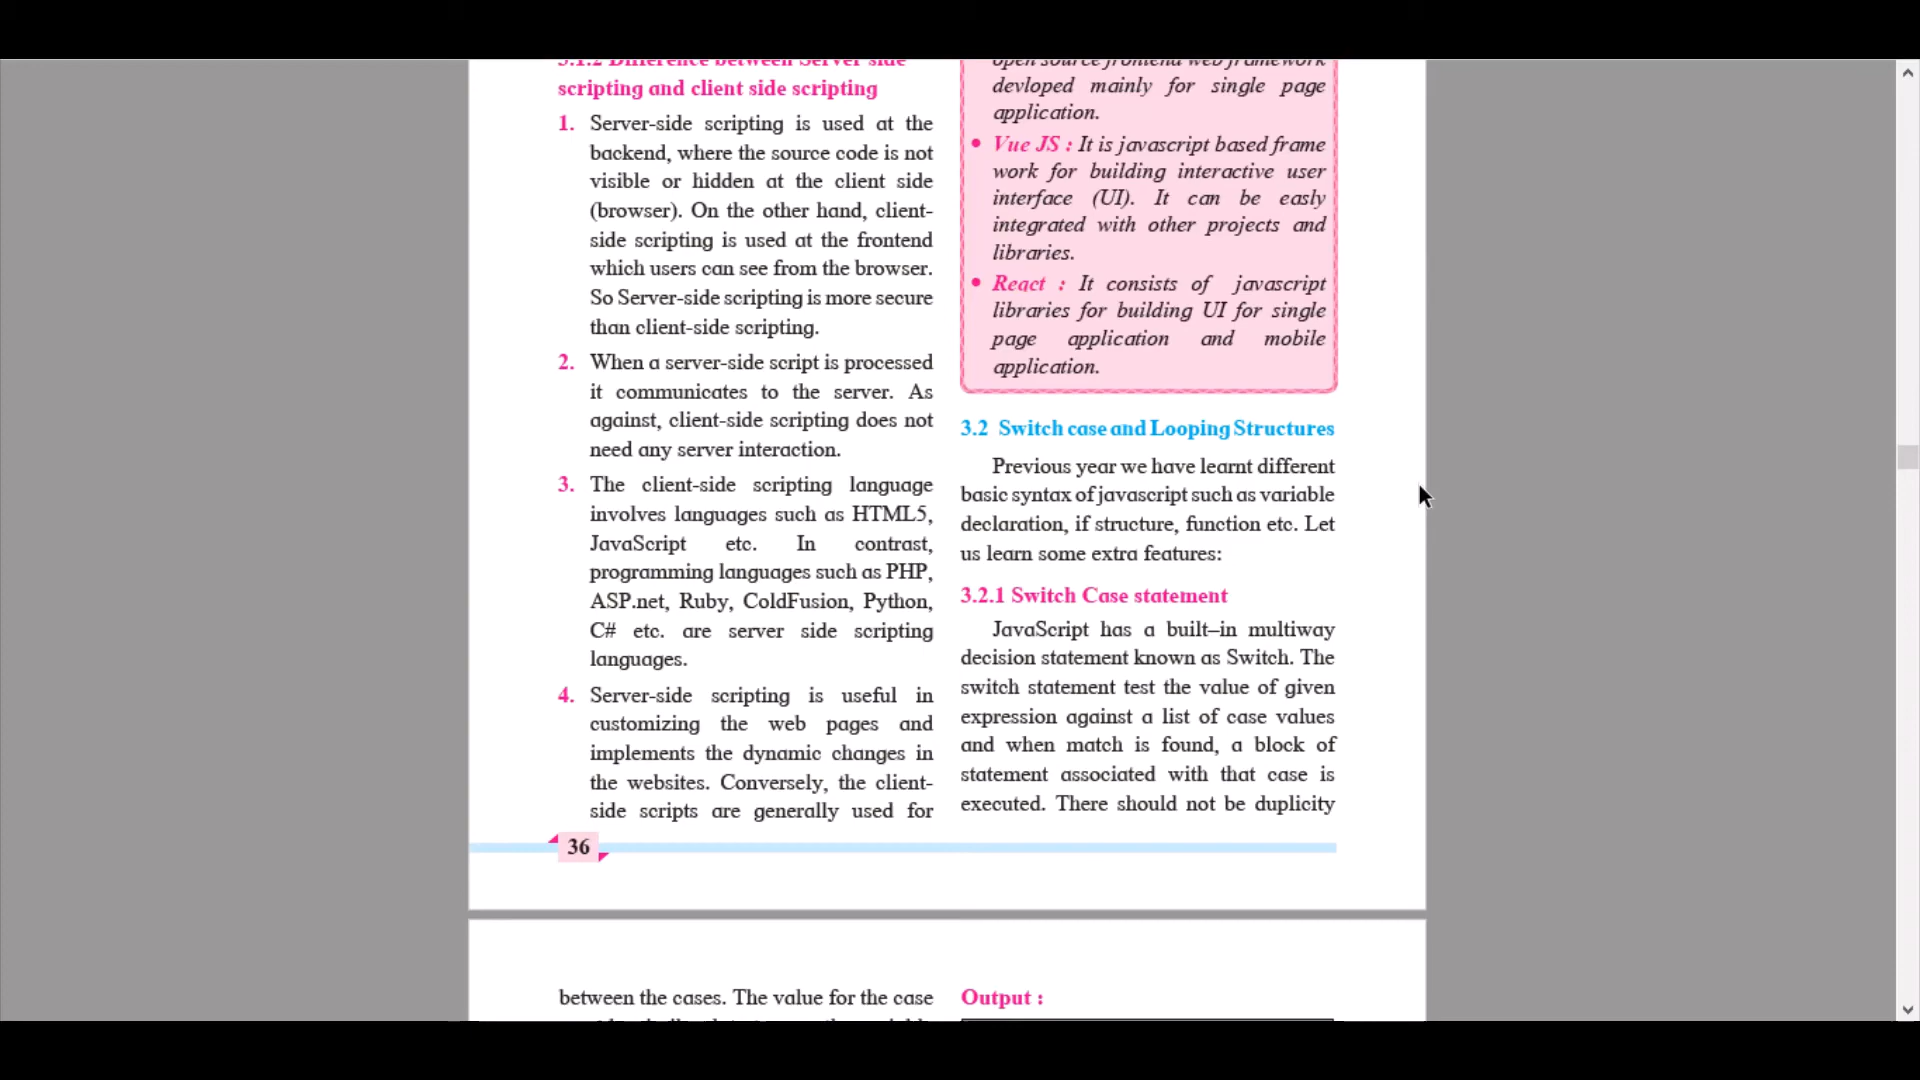 3.1.2 Difference between Server side
scripting and client side scripting
1. Server-side scripting is used at the
backend, where the source code is not
visible or hidden at the client side
(browser). On the other hand, client-
side scripting is used at the frontend
which users can see from the browser.
So Server-side scripting is more secure
than client-side scripting.
2. When a server-side script is processed
it communicates to the server. As
against, client-side scripting does not
need any server interaction.
3. The client-side scripting language
involves languages such as HTML5,
JavaScript etc. In contrast,
programming languages such as PHP,
ASP.net, Ruby, ColdFusion, Python,
C# etc. are server side scripting
languages.
4. Server-side scripting is useful in
customizing the web pages and
implements the dynamic changes in
the websites. Conversely, the client-
side scripts are generally used for
open source frontend web framework
devloped mainly for single page
application.
• Vue JS : It is javascript based frame
work for building interactive user
interface (UI). It can be easly
integrated with other projects and
libraries.
• React : It consists of javascript
libraries for building UI for single
page application and mobile
application.
3.2 Switch case and Looping Structures
Previous year we have learnt different
basic syntax of javascript such as variable
declaration, if structure, function etc. Let
us learn some extra features:
3.2.1 Switch Case statement
JavaScript has a built–in multiway
decision statement known as Switch. The
switch statement test the value of given
expression against a list of case values
and when match is found, a block of
statement associated with that case is
executed. There should not be duplicity
36
between the cases. The value for the case
Output :